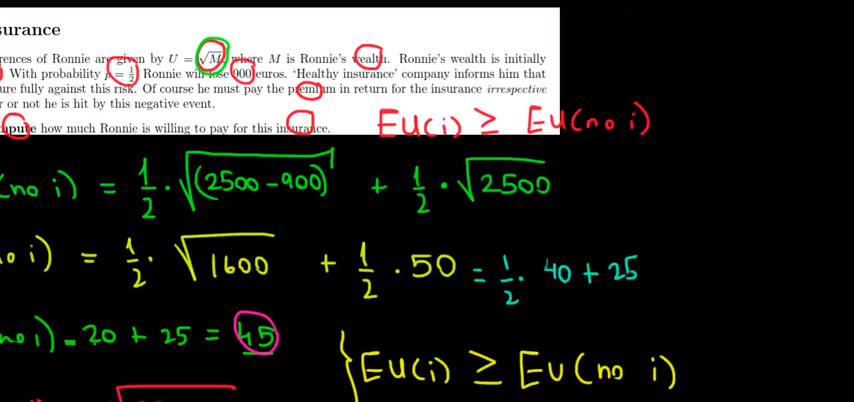 surance
rences of Ronnie are given by U = √M, where M is Ronnie's wealth. Ronnie's wealth is initially
With probability p = 1/2 Ronnie will lose 900 euros. 'Healthy insurance' company informs him that
ure fully against this risk. Of course he must pay the premium in return for the insurance irrespective
r or not he is hit by this negative event.
mpute how much Ronnie is willing to pay for this insurance.
EU(i) ≥ EU(no i)
(no i) = 1/2 · √(2500 - 900) + 1/2 · √2500
o i) = 1/2 · √1600 + 1/2 · 50 = 1/2 · 40 + 25
no i) = 20 + 25 = 45
{ EU(i) ≥ EU(no i)